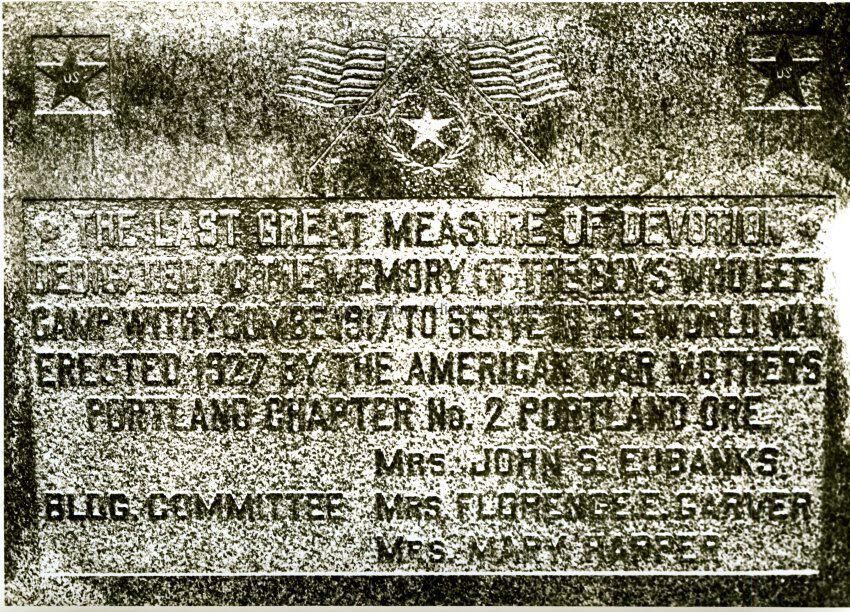 US
US
THE LAST GREAT MEASURE OF DEVOTION
DEDICATED TO THE MEMORY OF THE BOYS WHO LEFT
CAMP WITHYCOMBE 1917 TO SERVE IN THE WORLD WAR
ERECTED 1927 BY THE AMERICAN WAR MOTHERS
PORTLAND CHAPTER No. 2 PORTLAND ORE.
MRS. JOHN S. EUBANKS.
BLDG. COMMITTEE MRS. FLORENCE E. GARVER
MRS. MARY HARPER